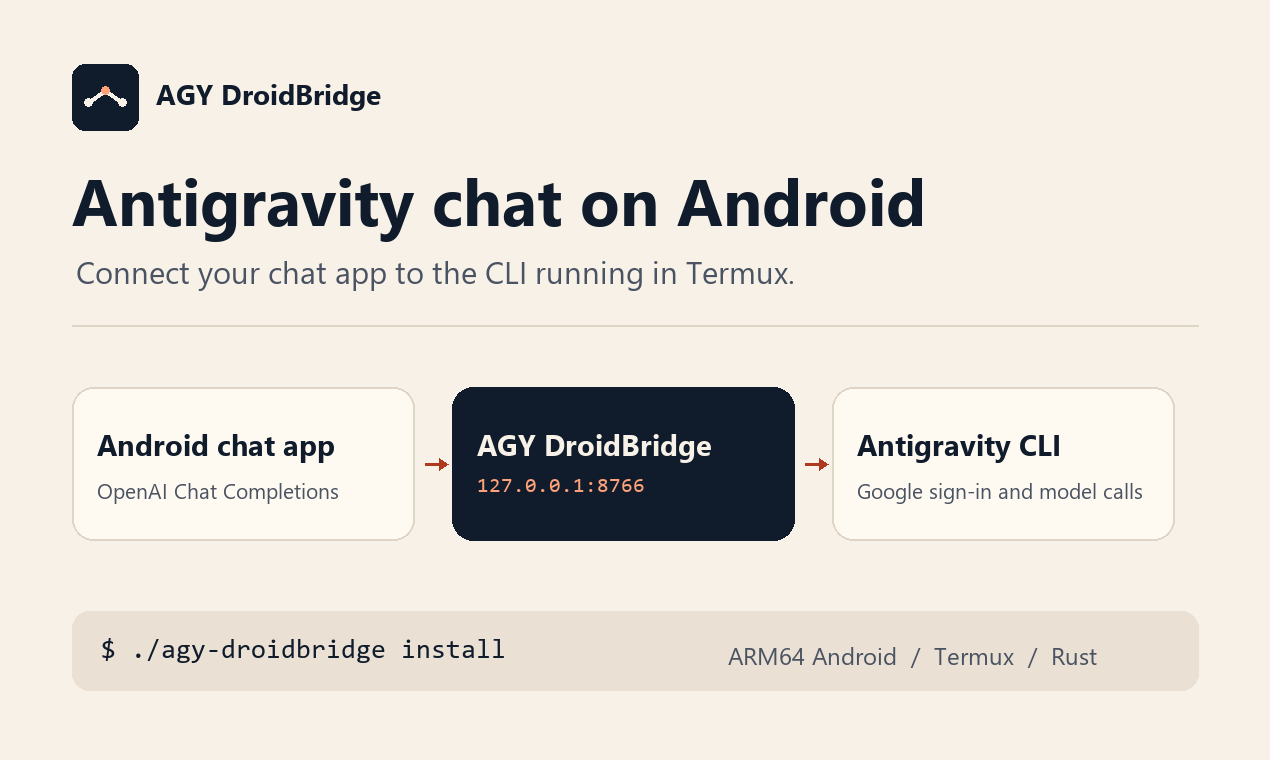 AGY DroidBridge
Antigravity chat on Android
Connect your chat app to the CLI running in Termux.
Android chat app
OpenAI Chat Completions
AGY DroidBridge
127.0.0.1:8766
Antigravity CLI
Google sign-in and model calls
$ ./agy-droidbridge install
ARM64 Android / Termux / Rust